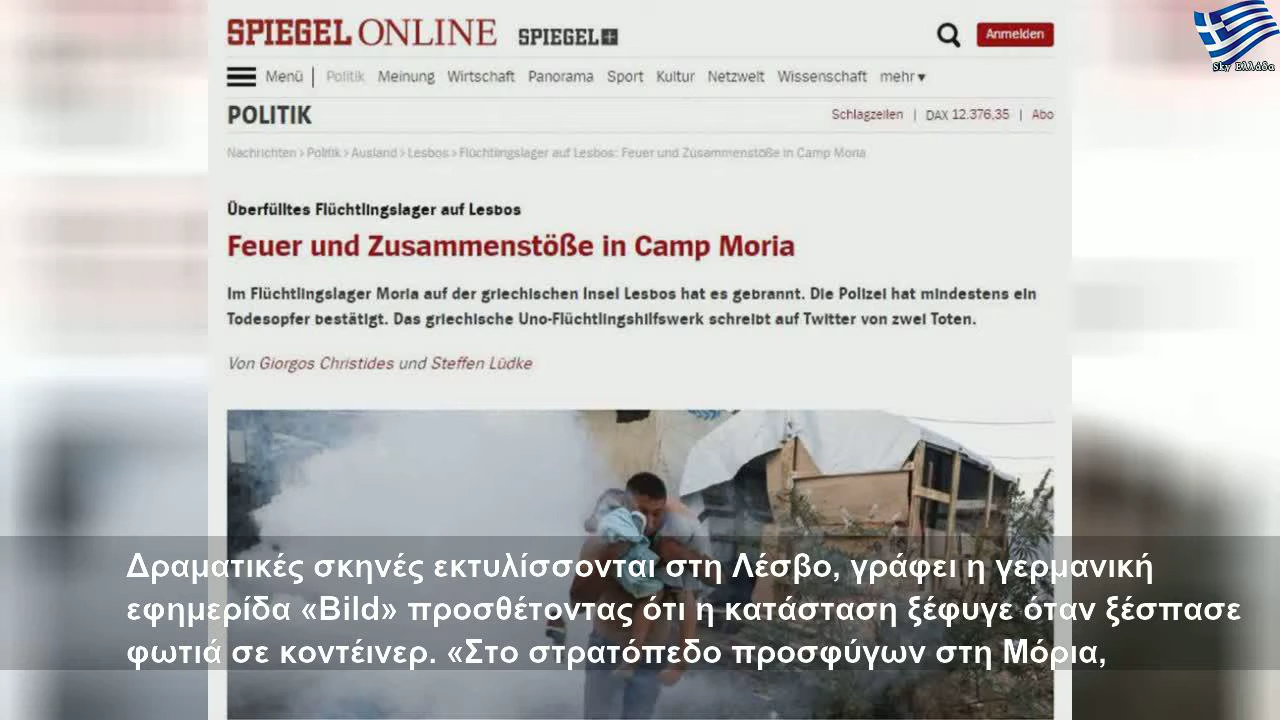 SPIEGEL ONLINE SPIEGEL+ Anmelden
Sky Ελλάδα
Menü | Politik Meinung Wirtschaft Panorama Sport Kultur Netzwelt Wissenschaft mehr ▾
POLITIK Schlagzeilen | DAX 12.376,35 | Abo
Nachrichten > Politik > Ausland > Lesbos > Flüchtlingslager auf Lesbos: Feuer und Zusammenstöße in Camp Moria
Überfülltes Flüchtlingslager auf Lesbos
Feuer und Zusammenstöße in Camp Moria
Im Flüchtlingslager Moria auf der griechischen Insel Lesbos hat es gebrannt. Die Polizei hat mindestens ein
Todesopfer bestätigt. Das griechische Uno-Flüchtlingshilfswerk schreibt auf Twitter von zwei Toten.
Von Giorgos Christides und Steffen Lüdke
Δραματικές σκηνές εκτυλίσσονται στη Λέσβο, γράφει η γερμανική
εφημερίδα «Bild» προσθέτοντας ότι η κατάσταση ξέφυγε όταν ξέσπασε
φωτιά σε κοντέινερ. «Στο στρατόπεδο προσφύγων στη Μόρια,